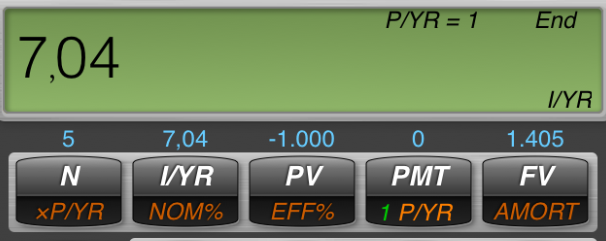 P/YR = 1 End
7,04
I/YR
5 7,04 -1.000 0 1.405
N I/YR PV PMT FV
×P/YR NOM% EFF% 1 P/YR AMORT